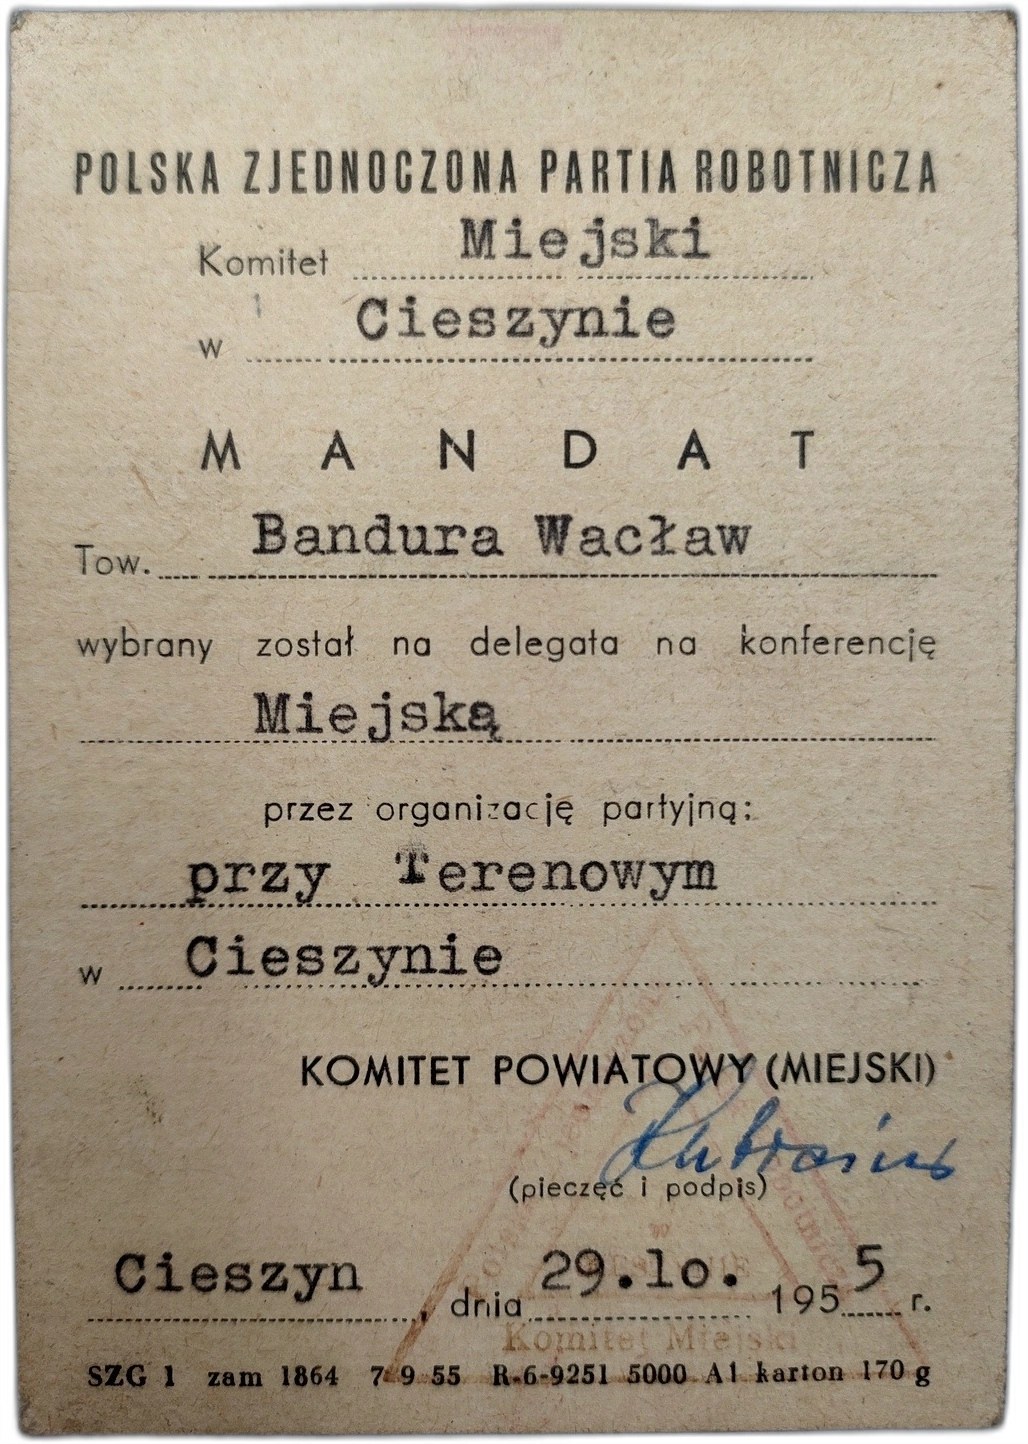 POLSKA ZJEDNOCZONA PARTIA ROBOTNICZA
Komitet Miejski
w Cieszynie
MANDAT
Tow. Bandura Wacław
wybrany został na delegata na konferencję
Miejską
przez organizację partyjną:
przy Terenowym
w Cieszynie
KOMITET POWIATOWY (MIEJSKI)
(pieczęć i podpis)
Cieszyn, dnia 29.lo. 1955 r.
Komitet Miejski
SZG 1 zam 1864 7 9 55 R-6-9251 5000 A1 karton 170 g